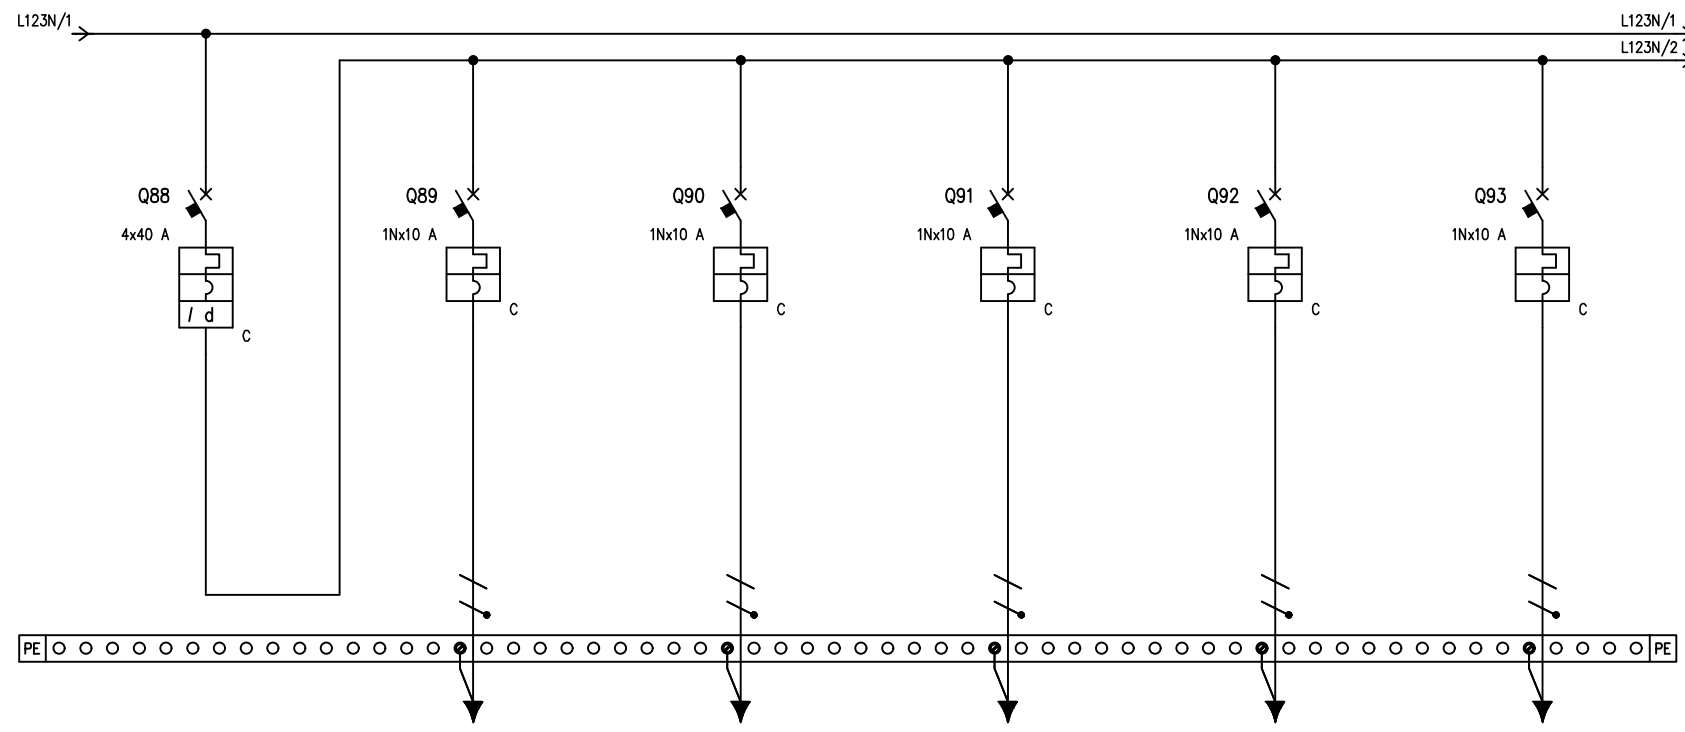 L123N/1
L123N/1
L123N/2
Q88
Q89
Q90
Q91
Q92
Q93
4x40 A
1Nx10 A
1Nx10 A
1Nx10 A
1Nx10 A
1Nx10 A
I d
C
C
C
C
C
C
PE
PE